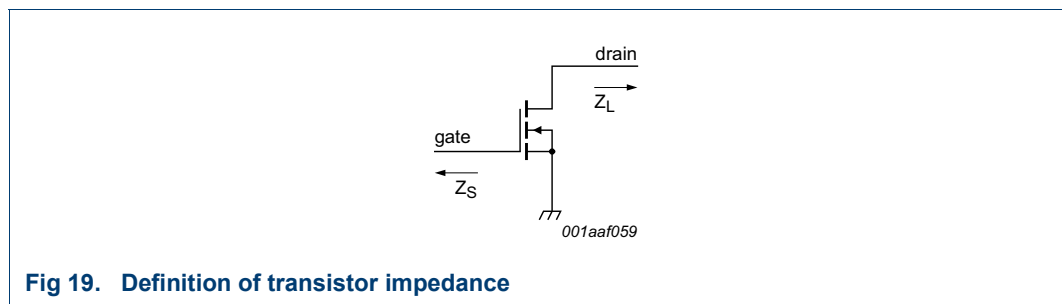 drain
Z_L
gate
Z_S
001aaf059
Fig 19. Definition of transistor impedance